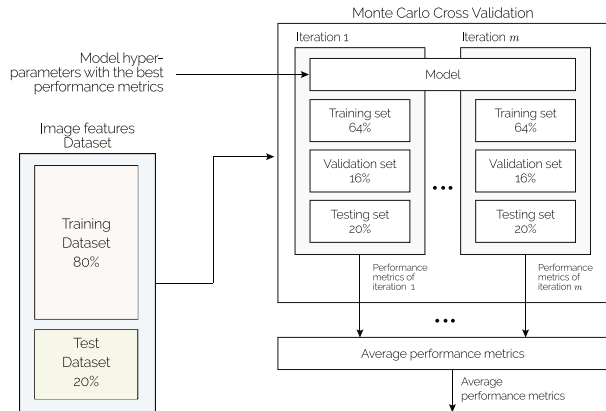 Monte Carlo Cross Validation
Iteration 1
Iteration m
Model hyper-
parameters with the best
performance metrics
Model
Training set
64%
Training set
64%
Image features
Dataset
Validation set
16%
Validation set
16%
...
Training
Dataset
80%
Testing set
20%
Testing set
20%
Performance
metrics of
iteration 1
Performance
metrics of
iteration m
...
Test
Dataset
20%
Average performance metrics
Average
performance metrics